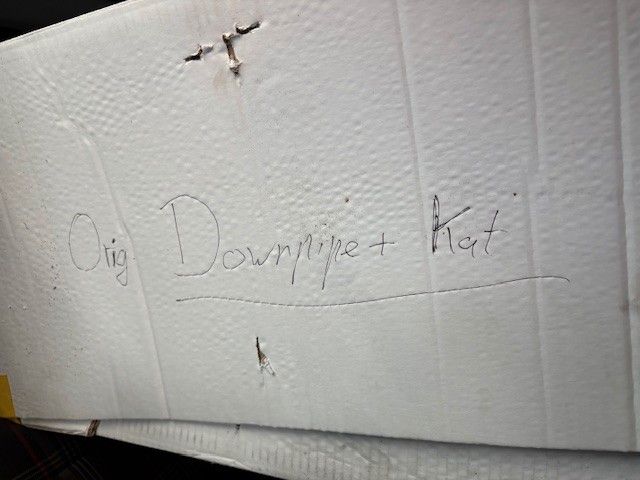 Orig. Downpipe + Kat